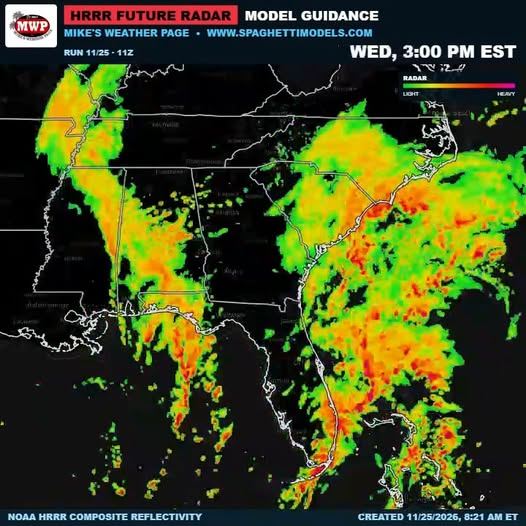 MWP
HRRR FUTURE RADAR MODEL GUIDANCE
MIKE'S WEATHER PAGE • WWW.SPAGHETTIMODELS.COM
RUN 11/25 - 11Z
WED, 3:00 PM EST
RADAR
LIGHT HEAVY
NOAA HRRR COMPOSITE REFLECTIVITY
CREATED 11/25/2026, 8:21 AM ET